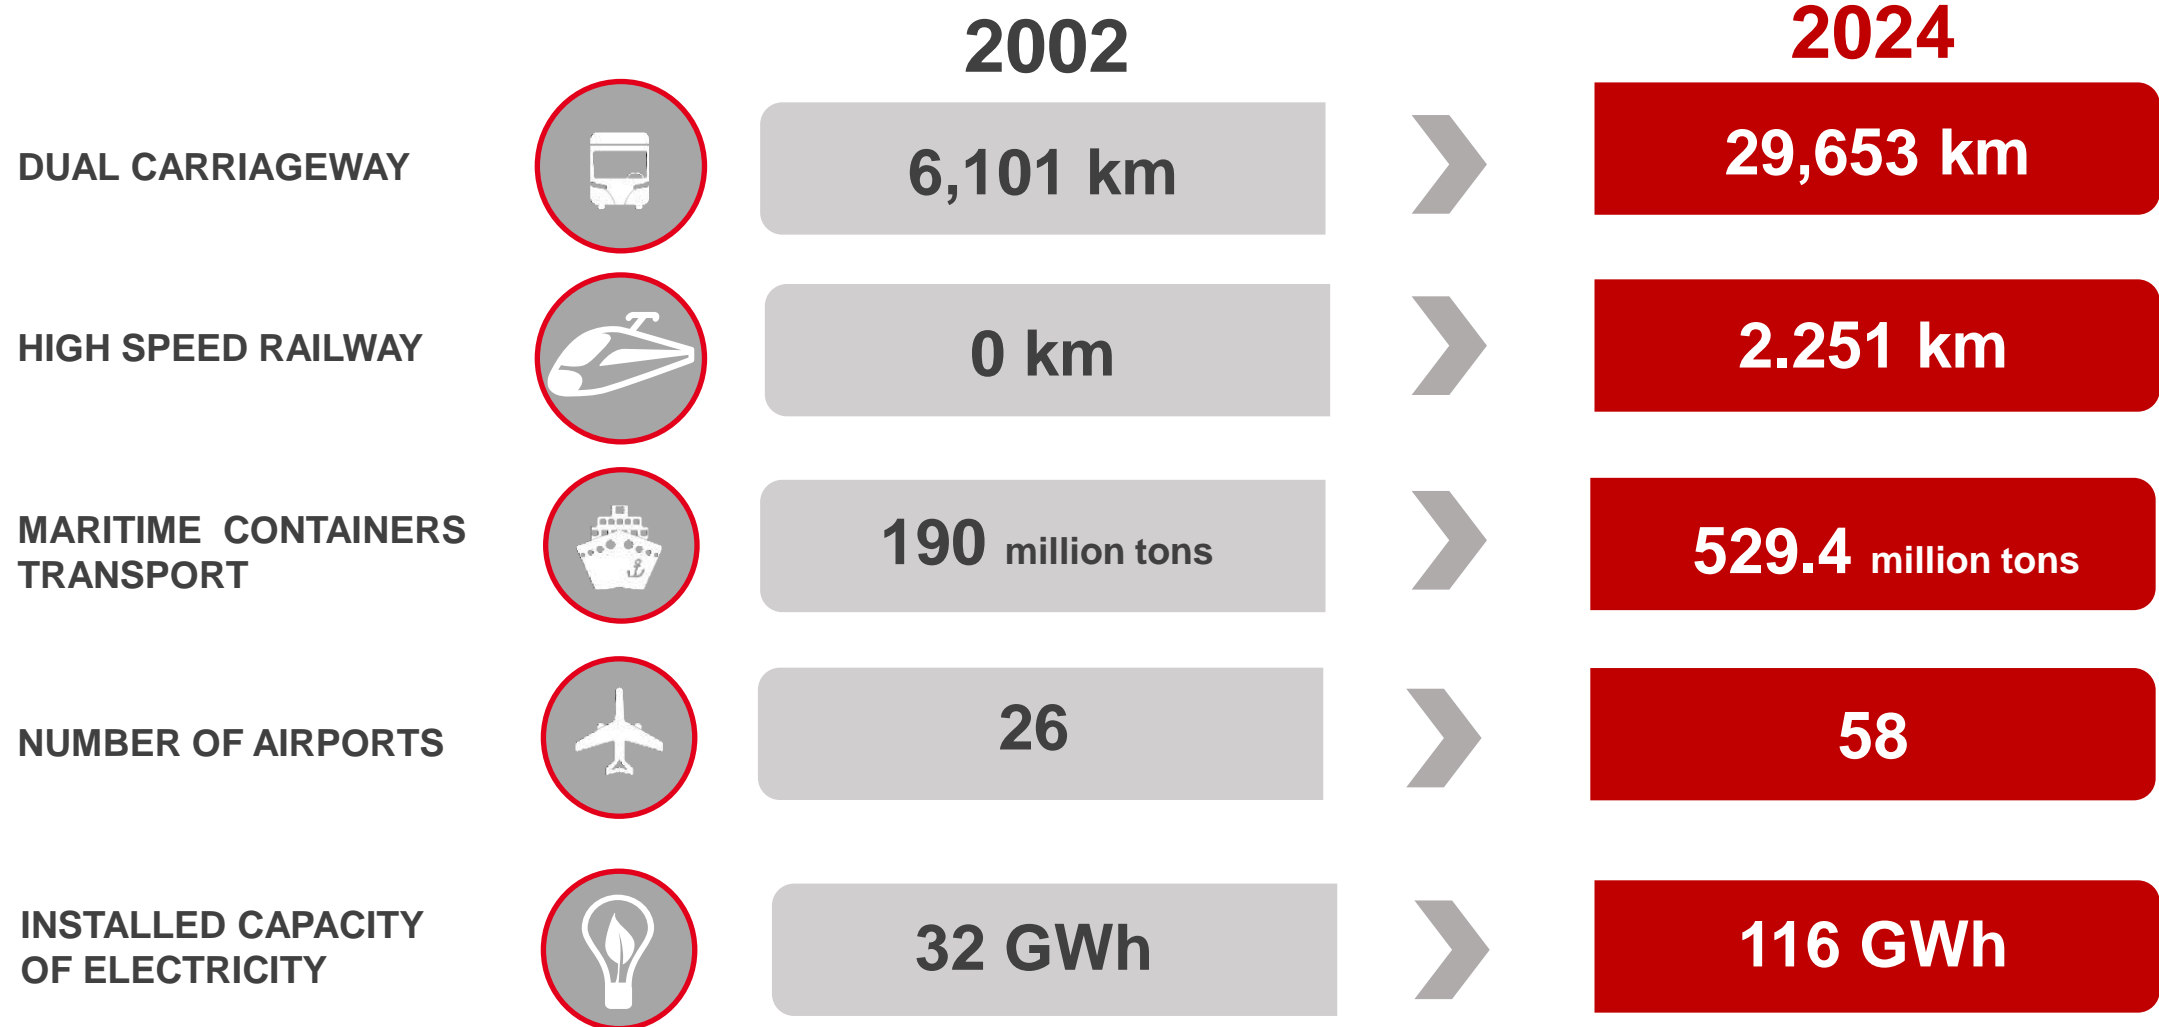 2002
2024
DUAL CARRIAGEWAY
6,101 km
29,653 km
HIGH SPEED RAILWAY
0 km
2.251 km
MARITIME CONTAINERS
TRANSPORT
190 million tons
529.4 million tons
NUMBER OF AIRPORTS
26
58
INSTALLED CAPACITY
OF ELECTRICITY
32 GWh
116 GWh